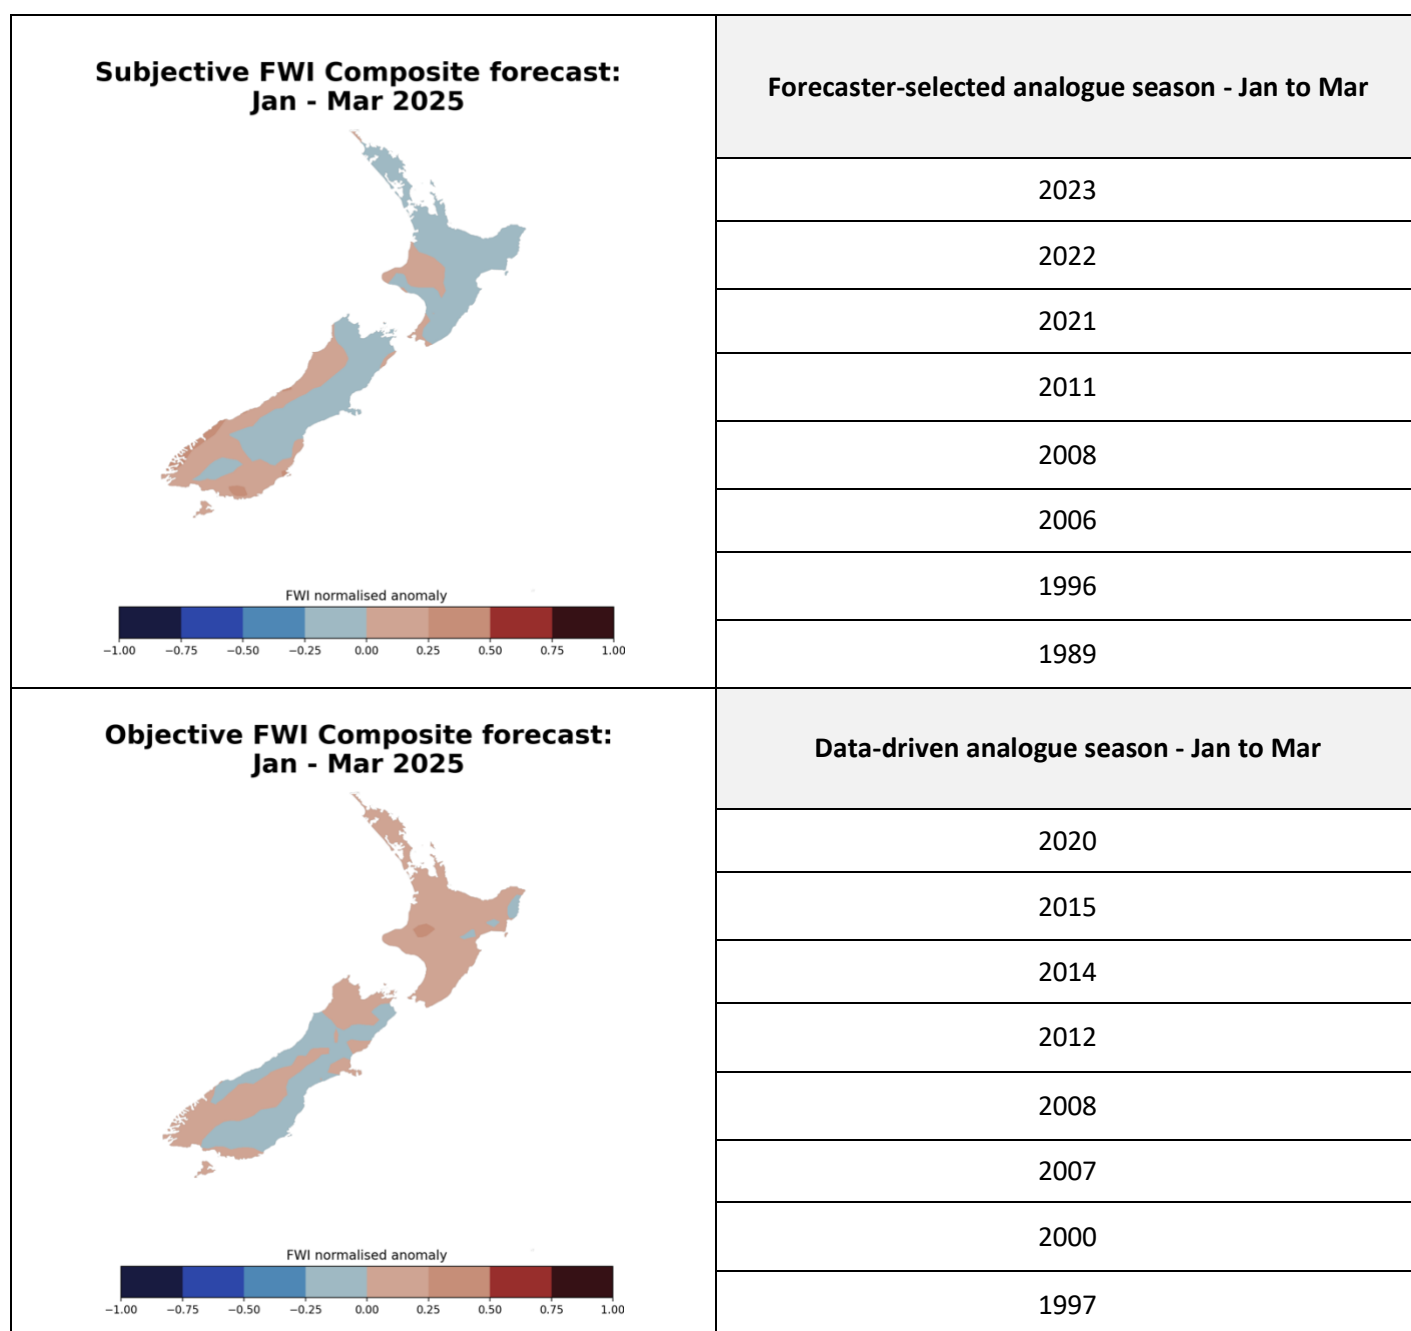 Subjective FWI Composite forecast:
Jan - Mar 2025
FWI normalised anomaly
−1.00 −0.75 −0.50 −0.25 0.00 0.25 0.50 0.75 1.00
Forecaster-selected analogue season - Jan to Mar
2023
2022
2021
2011
2008
2006
1996
1989
Objective FWI Composite forecast:
Jan - Mar 2025
FWI normalised anomaly
−1.00 −0.75 −0.50 −0.25 0.00 0.25 0.50 0.75 1.00
Data-driven analogue season - Jan to Mar
2020
2015
2014
2012
2008
2007
2000
1997